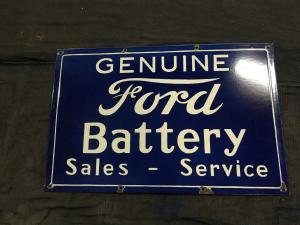 GENUINE
Ford
Battery
Sales - Service